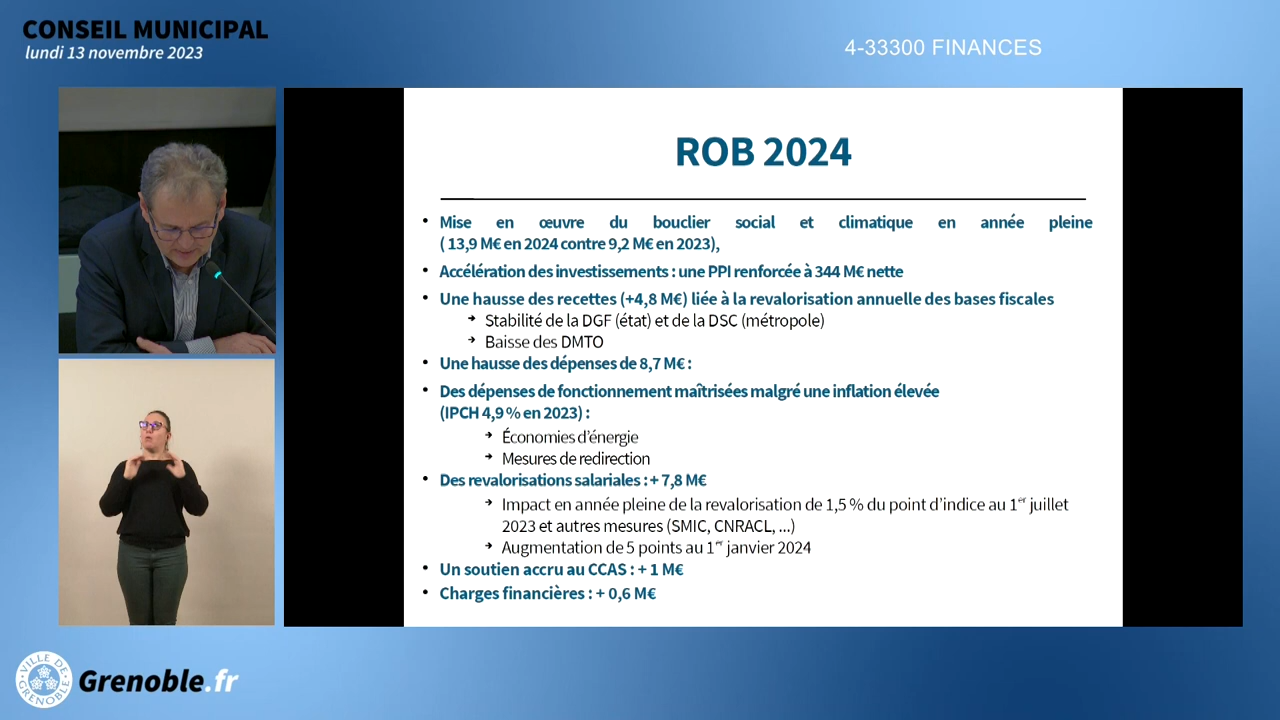 CONSEIL MUNICIPAL
lundi 13 novembre 2023
4-33300 FINANCES
ROB 2024
• Mise en œuvre du bouclier social et climatique en année pleine
( 13,9 M€ en 2024 contre 9,2 M€ en 2023),
• Accélération des investissements : une PPI renforcée à 344 M€ nette
• Une hausse des recettes (+4,8 M€) liée à la revalorisation annuelle des bases fiscales
➔ Stabilité de la DGF (état) et de la DSC (métropole)
➔ Baisse des DMTO
• Une hausse des dépenses de 8,7 M€ :
• Des dépenses de fonctionnement maîtrisées malgré une inflation élevée
(IPCH 4,9 % en 2023) :
➔ Économies d’énergie
➔ Mesures de redirection
• Des revalorisations salariales : + 7,8 M€
➔ Impact en année pleine de la revalorisation de 1,5 % du point d’indice au 1er juillet
2023 et autres mesures (SMIC, CNRACL, ...)
➔ Augmentation de 5 points au 1er janvier 2024
• Un soutien accru au CCAS : + 1 M€
• Charges financières : + 0,6 M€
VILLE DE
GRENOBLE
Grenoble.fr